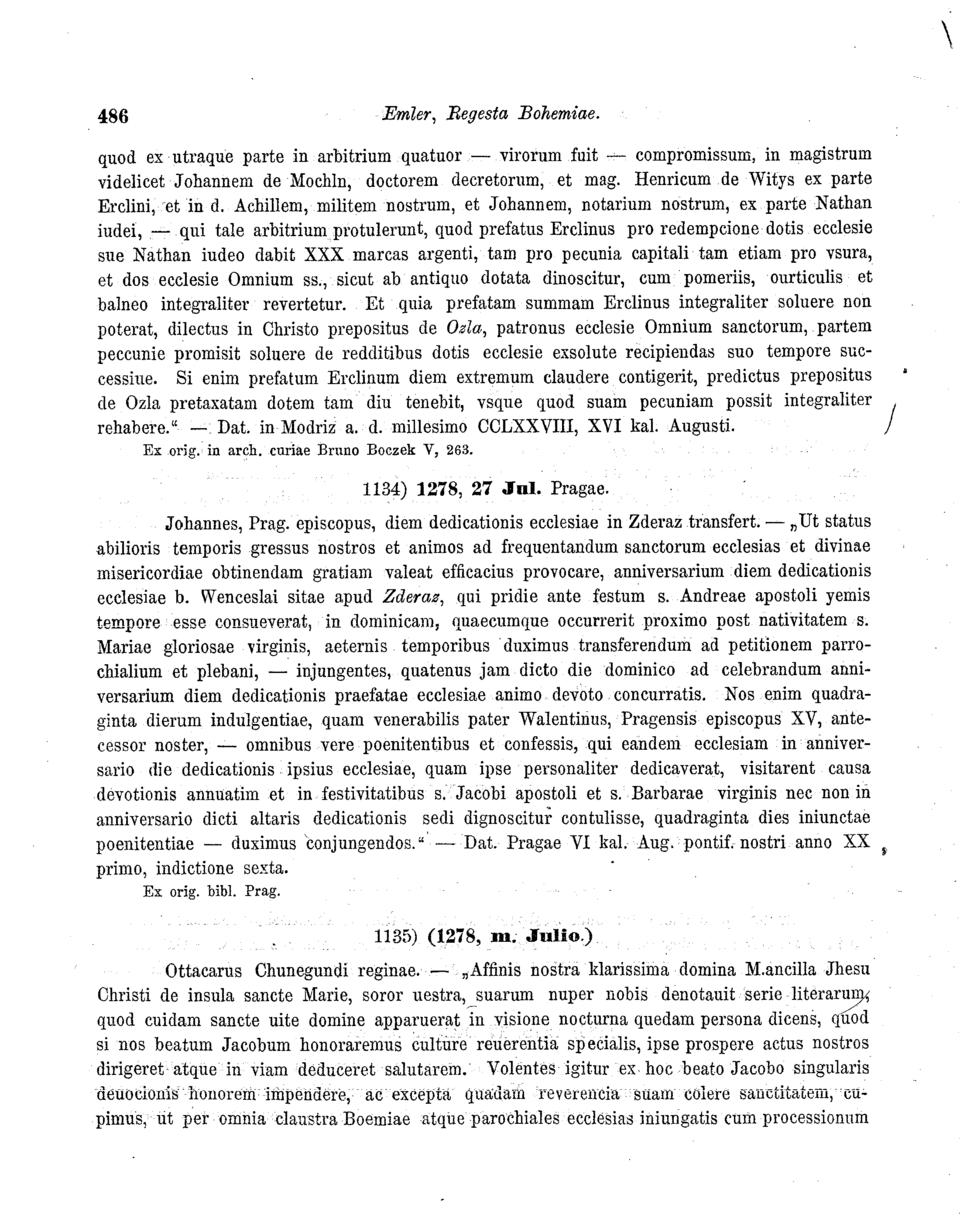 486 Emler, Regesta Bohemiae.
quod ex utraque parte in arbitrium quatuor — virorum fuit — compromissum, in magistrum
videlicet Johannem de Mochln, doctorem decretorum, et mag. Henricum de Witys ex parte
Erclini, et in d. Achillem, militem nostrum, et Johannem, notarium nostrum, ex parte Nathan
iudei, — qui tale arbitrium protulerunt, quod prefatus Erclinus pro redempcione dotis ecclesie
sue Nathan iudeo dabit XXX marcas argenti, tam pro pecunia capitali tam etiam pro vsura,
et dos ecclesie Omnium ss., sicut ab antiquo dotata dinoscitur, cum pomeriis, ourticulis et
balneo integraliter revertetur. Et quia prefatam summam Erclinus integraliter soluere non
poterat, dilectus in Christo prepositus de Ozla, patronus ecclesie Omnium sanctorum, partem
peccunie promisit soluere de redditibus dotis ecclesie exsolute recipiendas suo tempore suc-
cessiue. Si enim prefatum Erclinum diem extremum claudere contigerit, predictus prepositus
de Ozla pretaxatam dotem tam diu tenebit, vsque quod suam pecuniam possit integraliter
rehabere." — Dat. in Modriz a. d. millesimo CCLXXVIII, XVI kal. Augusti.
Ex orig. in arch. curiae Bruno Boczek V, 263.
1134) 1278, 27 Jul. Pragae.
Johannes, Prag. episcopus, diem dedicationis ecclesiae in Zderaz transfert. — „Ut status
abilioris temporis gressus nostros et animos ad frequentandum sanctorum ecclesias et divinae
misericordiae obtinendam gratiam valeat efficacius provocare, anniversarium diem dedicationis
ecclesiae b. Wenceslai sitae apud Zderaz, qui pridie ante festum s. Andreae apostoli yemis
tempore esse consueverat, in dominicam, quaecumque occurrerit proximo post nativitatem s.
Mariae gloriosae virginis, aeternis temporibus duximus transferendum ad petitionem parro-
chialium et plebani, — injungentes, quatenus jam dicto die dominico ad celebrandum anni-
versarium diem dedicationis praefatae ecclesiae animo devoto concurratis. Nos enim quadra-
ginta dierum indulgentiae, quam venerabilis pater Walentinus, Pragensis episcopus XV, ante-
cessor noster, — omnibus vere poenitentibus et confessis, qui eandem ecclesiam in anniver-
sario die dedicationis ipsius ecclesiae, quam ipse personaliter dedicaverat, visitarent causa
devotionis annuatim et in festivitatibus s. Jacobi apostoli et s. Barbarae virginis nec non in
anniversario dicti altaris dedicationis sedi dignoscitur contulisse, quadraginta dies iniunctae
poenitentiae — duximus conjungendos." — Dat. Pragae VI kal. Aug. pontif. nostri anno XX
primo, indictione sexta.
Ex orig. bibl. Prag.
1135) (1278, m. Julio.)
Ottacarus Chunegundi reginae. — „Affinis nostra klarissima domina M.ancilla Jhesu
Christi de insula sancte Marie, soror uestra, suarum nuper nobis denotauit serie literarum,
quod cuidam sancte uite domine apparuerat in visione nocturna quedam persona dicens, quod
si nos beatum Jacobum honoraremus culture reuerentia specialis, ipse prospere actus nostros
dirigeret atque in viam deduceret salutarem. Volentes igitur ex hoc beato Jacobo singularis
deuocionis honorem impendere, ac excepta quadam reverencia suam colere sanctitatem, cu-
pimus, ut per omnia claustra Boemiae atque parochiales ecclesias iniungatis cum processionum